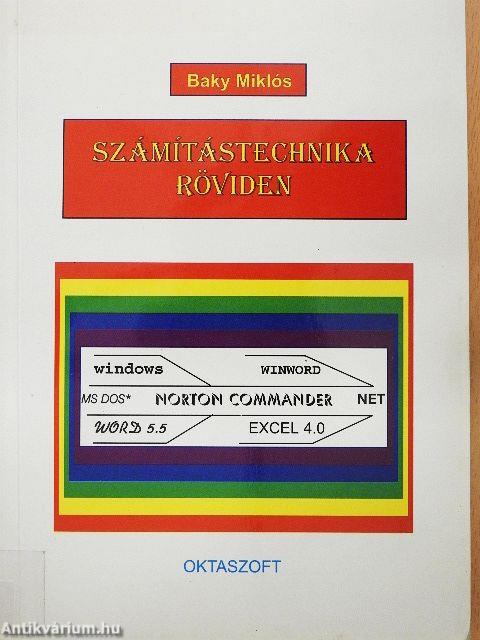 Baky Miklós
SZÁMÍTÁSTECHNIKA
RÖVIDEN
windows WINWORD
MS DOS* NORTON COMMANDER NET
WORD 5.5 EXCEL 4.0
OKTASZOFT
Antikvárium.hu